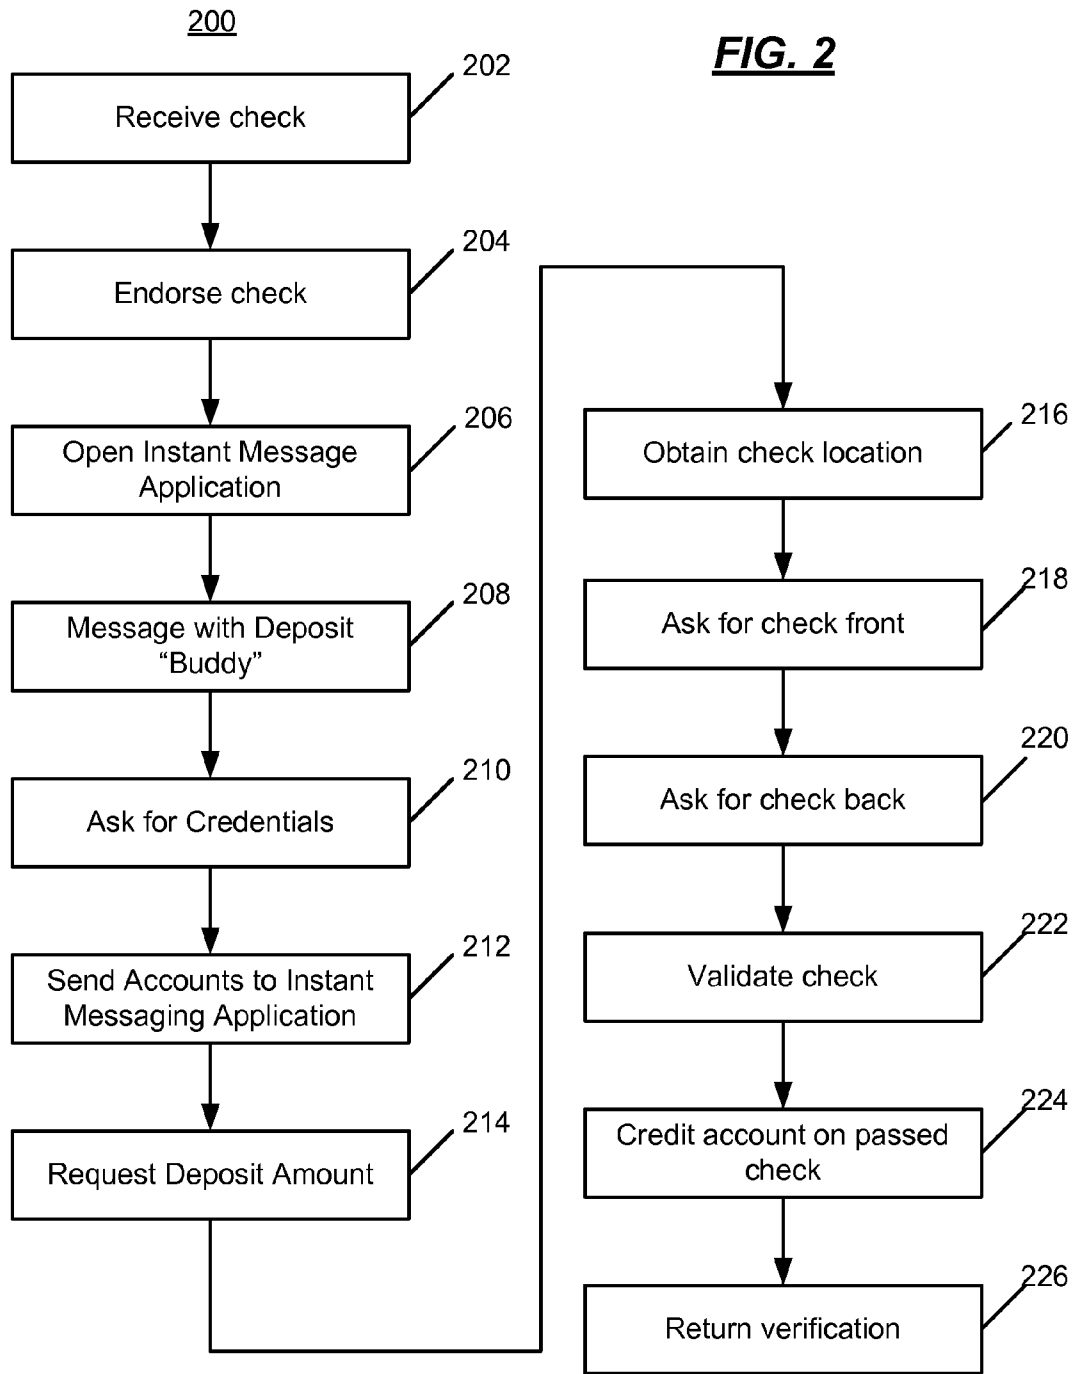 200
FIG. 2
202
Receive check
204
Endorse check
206
Open Instant Message
Application
208
Message with Deposit
“Buddy”
210
Ask for Credentials
212
Send Accounts to Instant
Messaging Application
214
Request Deposit Amount
216
Obtain check location
218
Ask for check front
220
Ask for check back
222
Validate check
224
Credit account on passed
check
226
Return verification